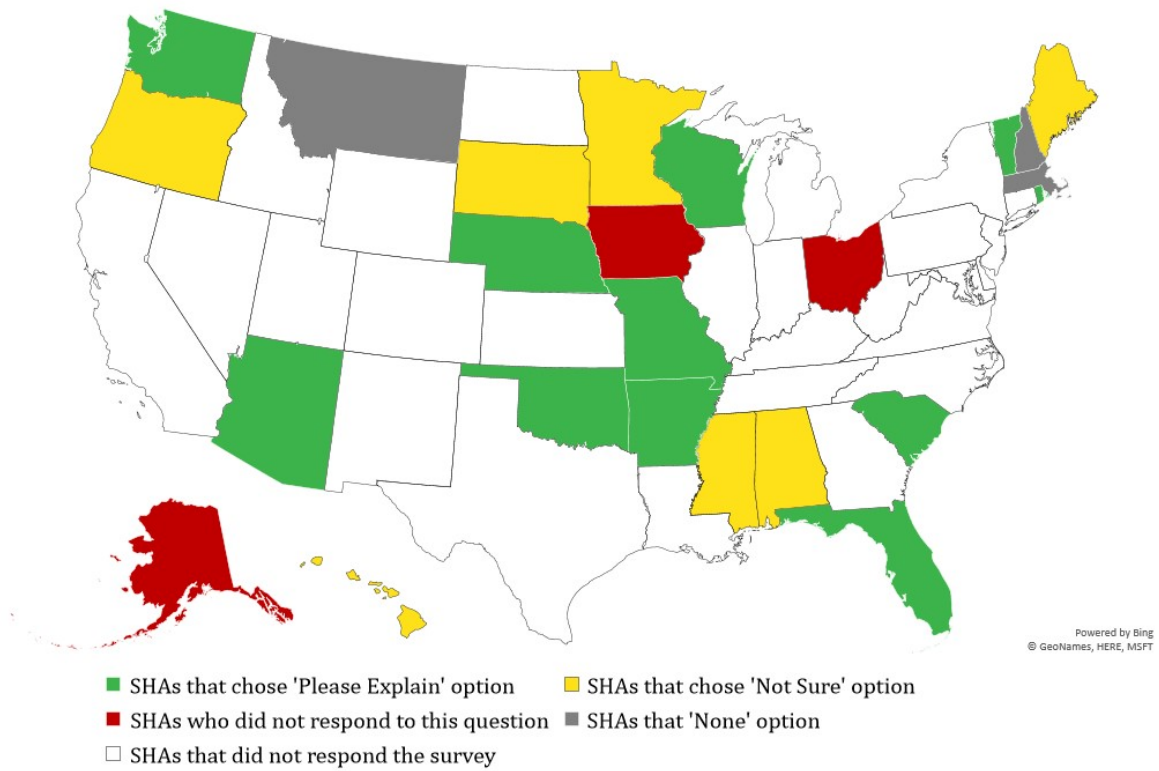 Powered by Bing
© GeoNames, HERE, MSFT
SHAs that chose 'Please Explain' option
SHAs that chose 'Not Sure' option
SHAs who did not respond to this question
SHAs that 'None' option
SHAs that did not respond the survey